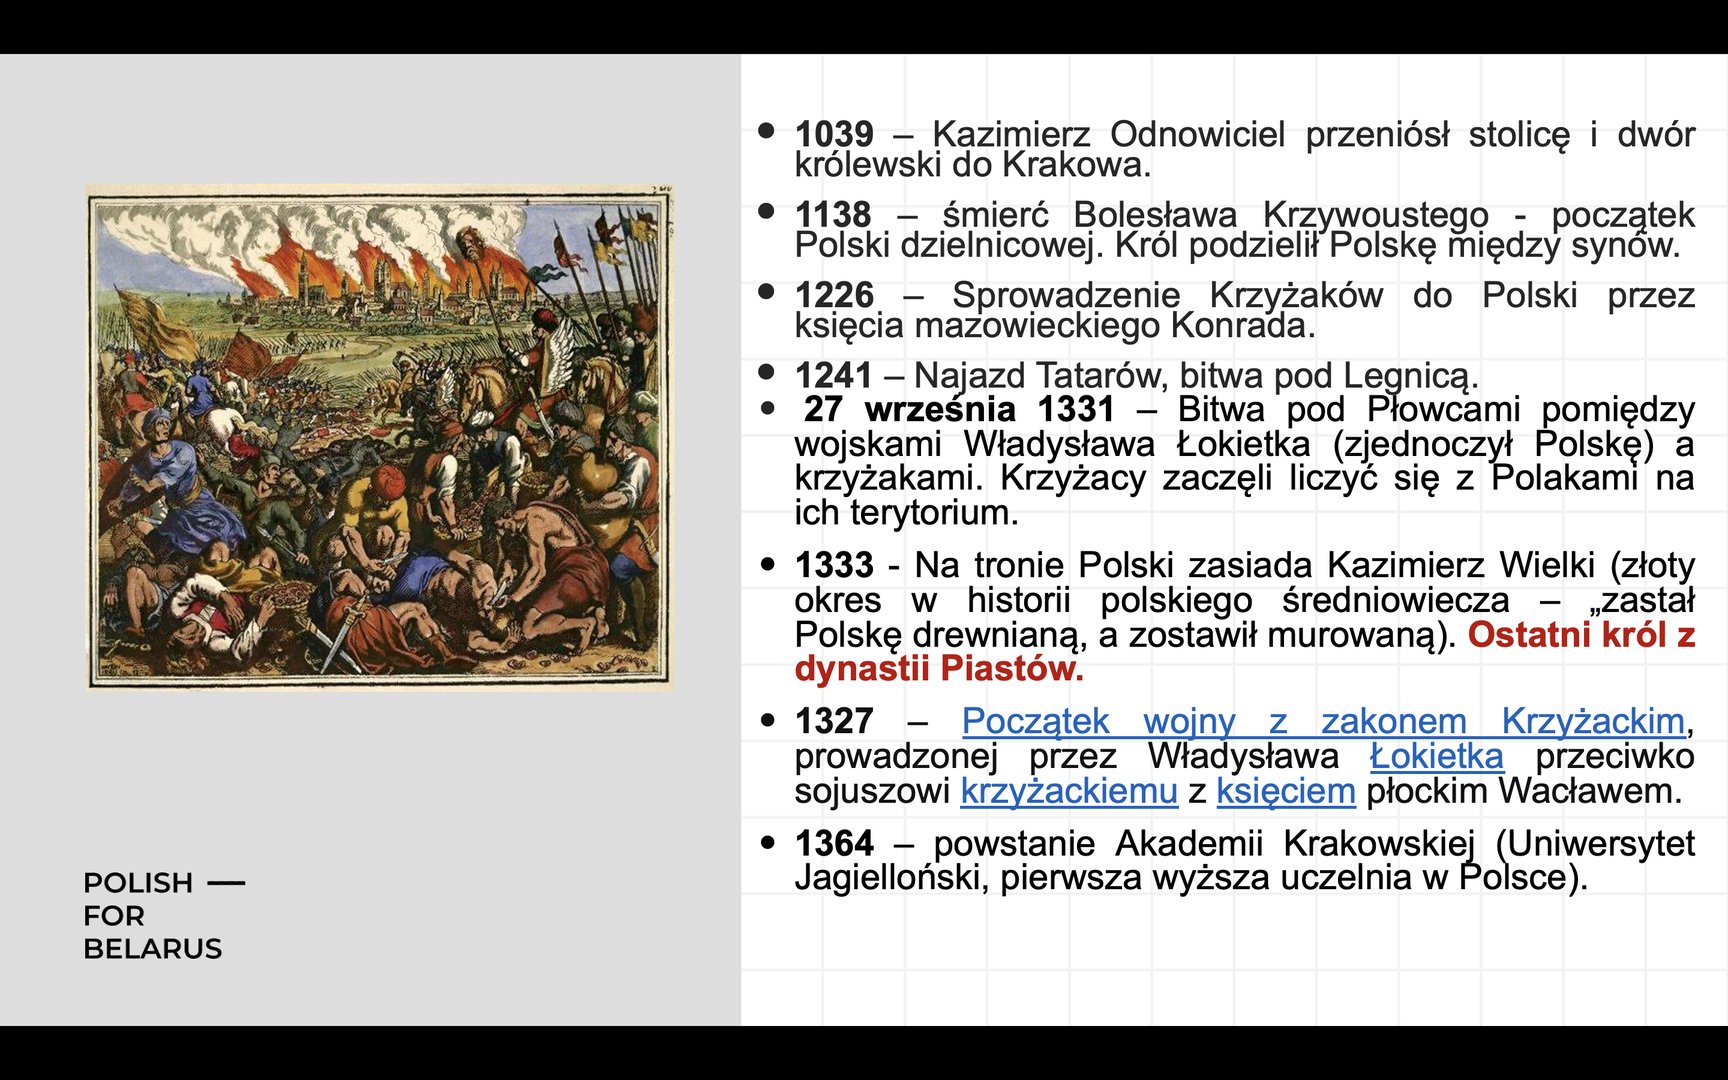 1039 – Kazimierz Odnowiciel przeniósł stolicę i dwór
królewski do Krakowa.
1138 – śmierć Bolesława Krzywoustego - początek
Polski dzielnicowej. Król podzielił Polskę między synów.
1226 – Sprowadzenie Krzyżaków do Polski przez
księcia mazowieckiego Konrada.
1241 – Najazd Tatarów, bitwa pod Legnicą.
27 września 1331 – Bitwa pod Płowcami pomiędzy
wojskami Władysława Łokietka (zjednoczył Polskę) a
krzyżakami. Krzyżacy zaczęli liczyć się z Polakami na
ich terytorium.
1333 - Na tronie Polski zasiada Kazimierz Wielki (złoty
okres w historii polskiego średniowiecza – „zastał
Polskę drewnianą, a zostawił murowaną). Ostatni król z
dynastii Piastów.
1327 – Początek wojny z zakonem Krzyżackim,
prowadzonej przez Władysława Łokietka przeciwko
sojuszowi krzyżackiemu z księciem płockim Wacławem.
1364 – powstanie Akademii Krakowskiej (Uniwersytet
Jagielloński, pierwsza wyższa uczelnia w Polsce).
POLISH —
FOR
BELARUS